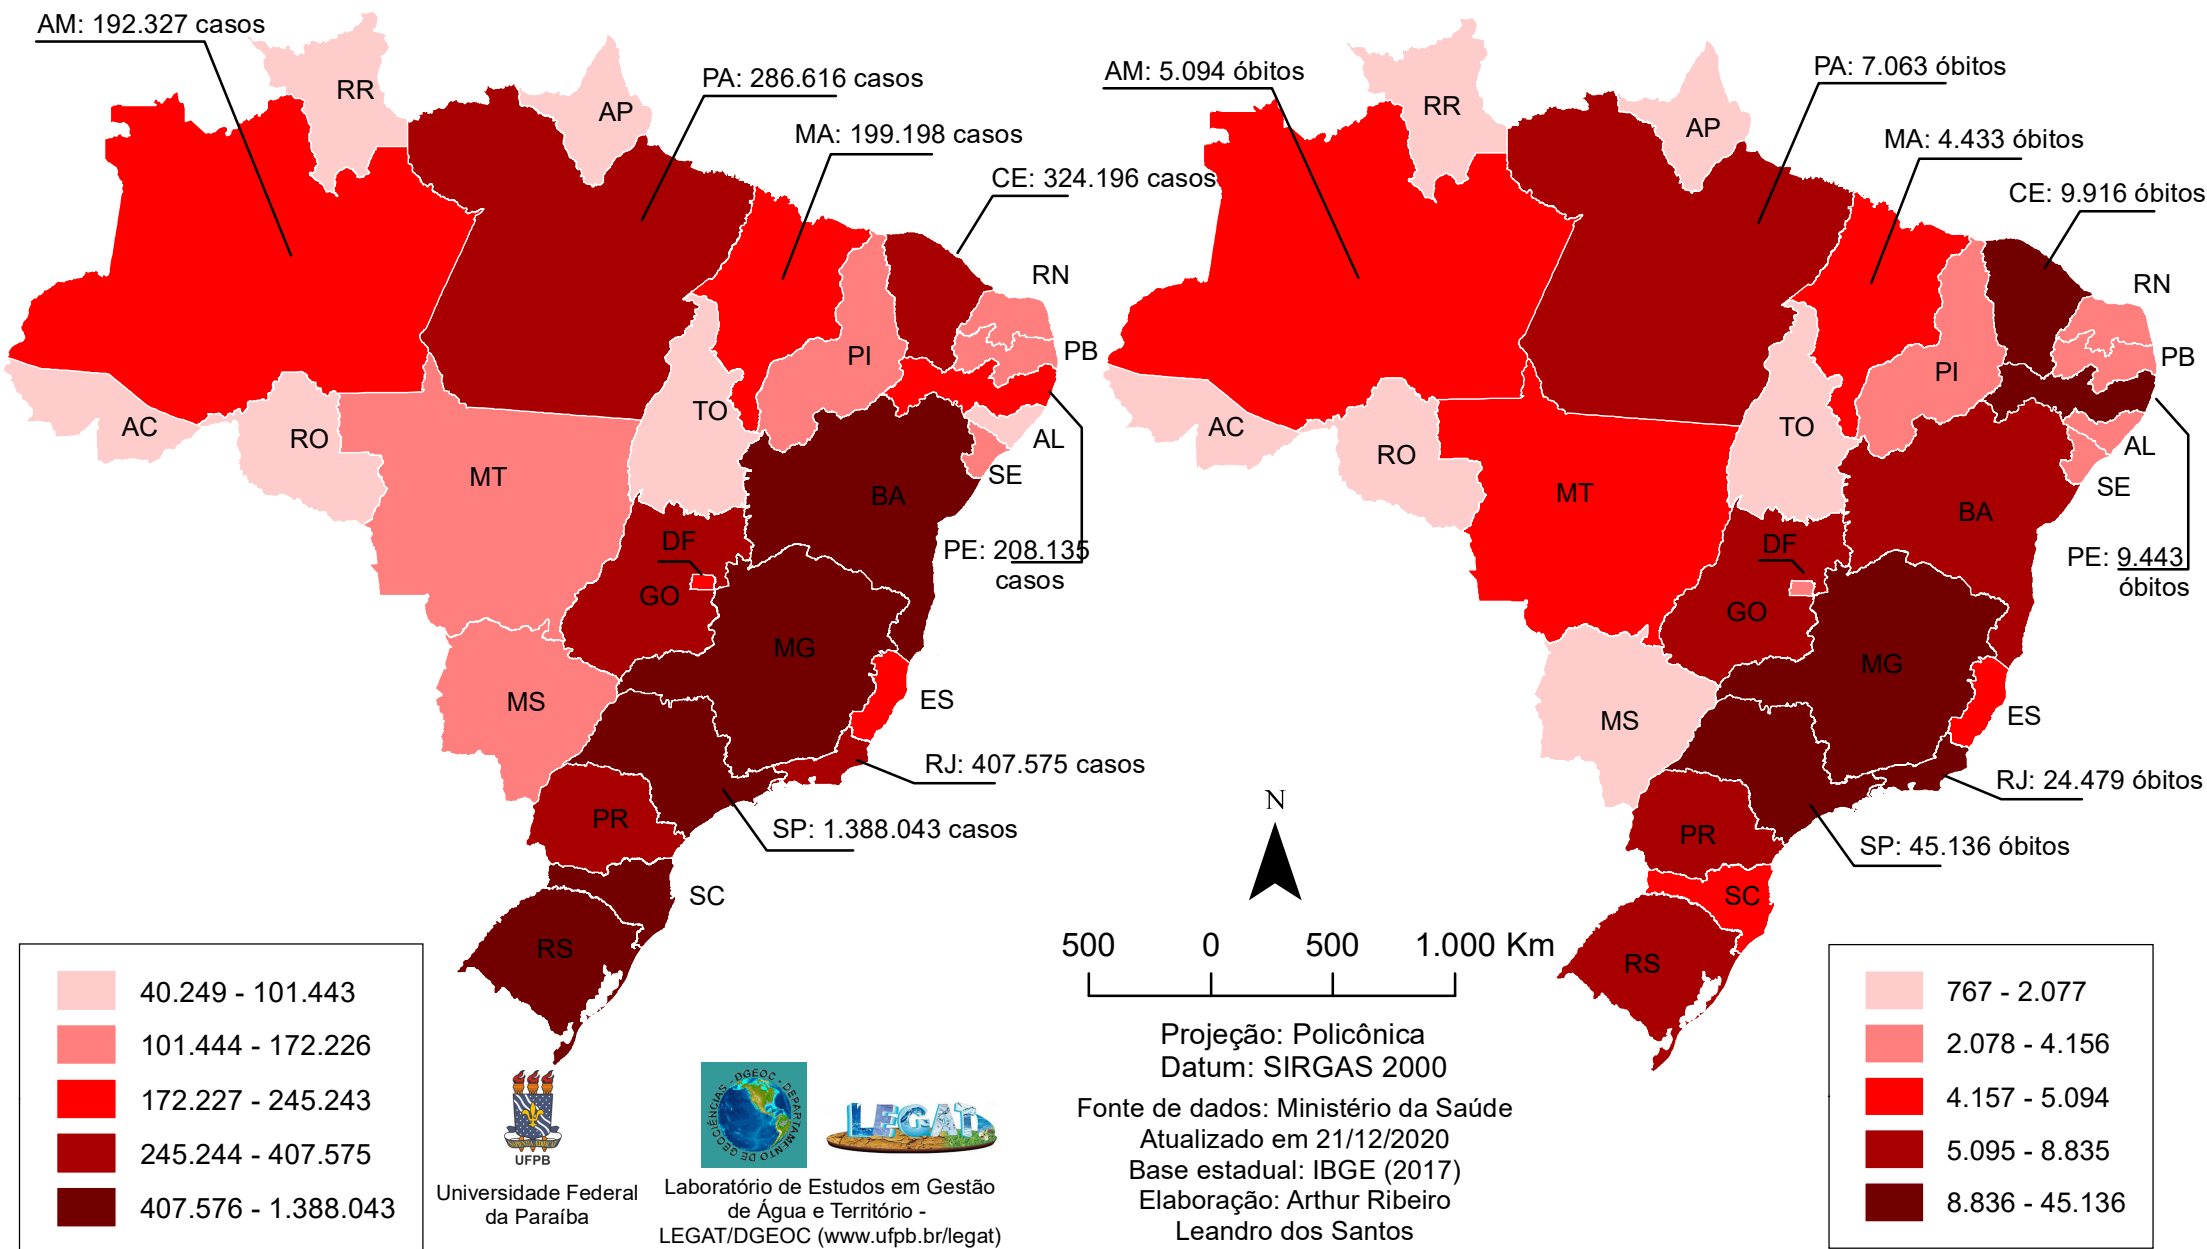 AM: 192.327 casos
RR
AP
PA: 286.616 casos
MA: 199.198 casos
CE: 324.196 casos
RN
PB
PI
TO
AC
RO
MT
AL
SE
BA
DF
PE: 208.135
casos
GO
MG
MS
ES
RJ: 407.575 casos
PR
SP: 1.388.043 casos
SC
RS
40.249 - 101.443
101.444 - 172.226
172.227 - 245.243
245.244 - 407.575
407.576 - 1.388.043
UFPB
Universidade Federal
da Paraíba
DGEOC - DEPARTAMENTO DE GEOCIÊNCIAS -
LEGAT
Laboratório de Estudos em Gestão
de Água e Território -
LEGAT/DGEOC (www.ufpb.br/legat)
AM: 5.094 óbitos
RR
AP
PA: 7.063 óbitos
MA: 4.433 óbitos
CE: 9.916 óbitos
RN
PB
PI
TO
AC
RO
MT
AL
SE
BA
DF
PE: 9.443
óbitos
GO
MG
MS
ES
RJ: 24.479 óbitos
PR
SP: 45.136 óbitos
SC
RS
N
500 0 500 1.000 Km
Projeção: Policônica
Datum: SIRGAS 2000
Fonte de dados: Ministério da Saúde
Atualizado em 21/12/2020
Base estadual: IBGE (2017)
Elaboração: Arthur Ribeiro
Leandro dos Santos
767 - 2.077
2.078 - 4.156
4.157 - 5.094
5.095 - 8.835
8.836 - 45.136